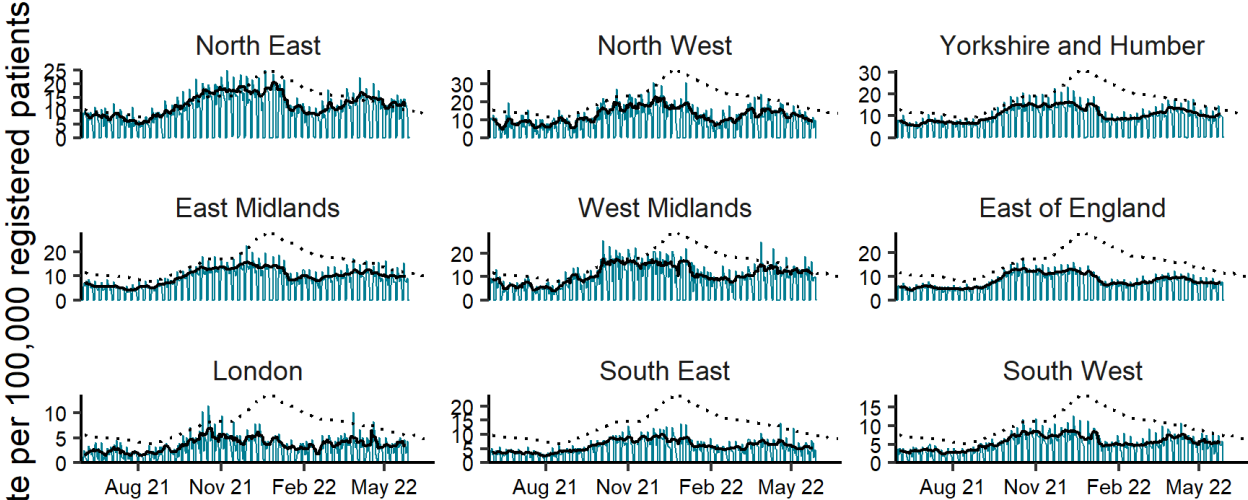 te per 100,000 registered patients
North East
North West
Yorkshire and Humber
25
20
15
10
5
0
30
20
10
0
30
20
10
0
East Midlands
West Midlands
East of England
20
10
0
20
10
0
20
10
0
London
South East
South West
10
5
0
20
15
10
5
0
15
10
5
0
Aug 21 Nov 21 Feb 22 May 22
Aug 21 Nov 21 Feb 22 May 22
Aug 21 Nov 21 Feb 22 May 22